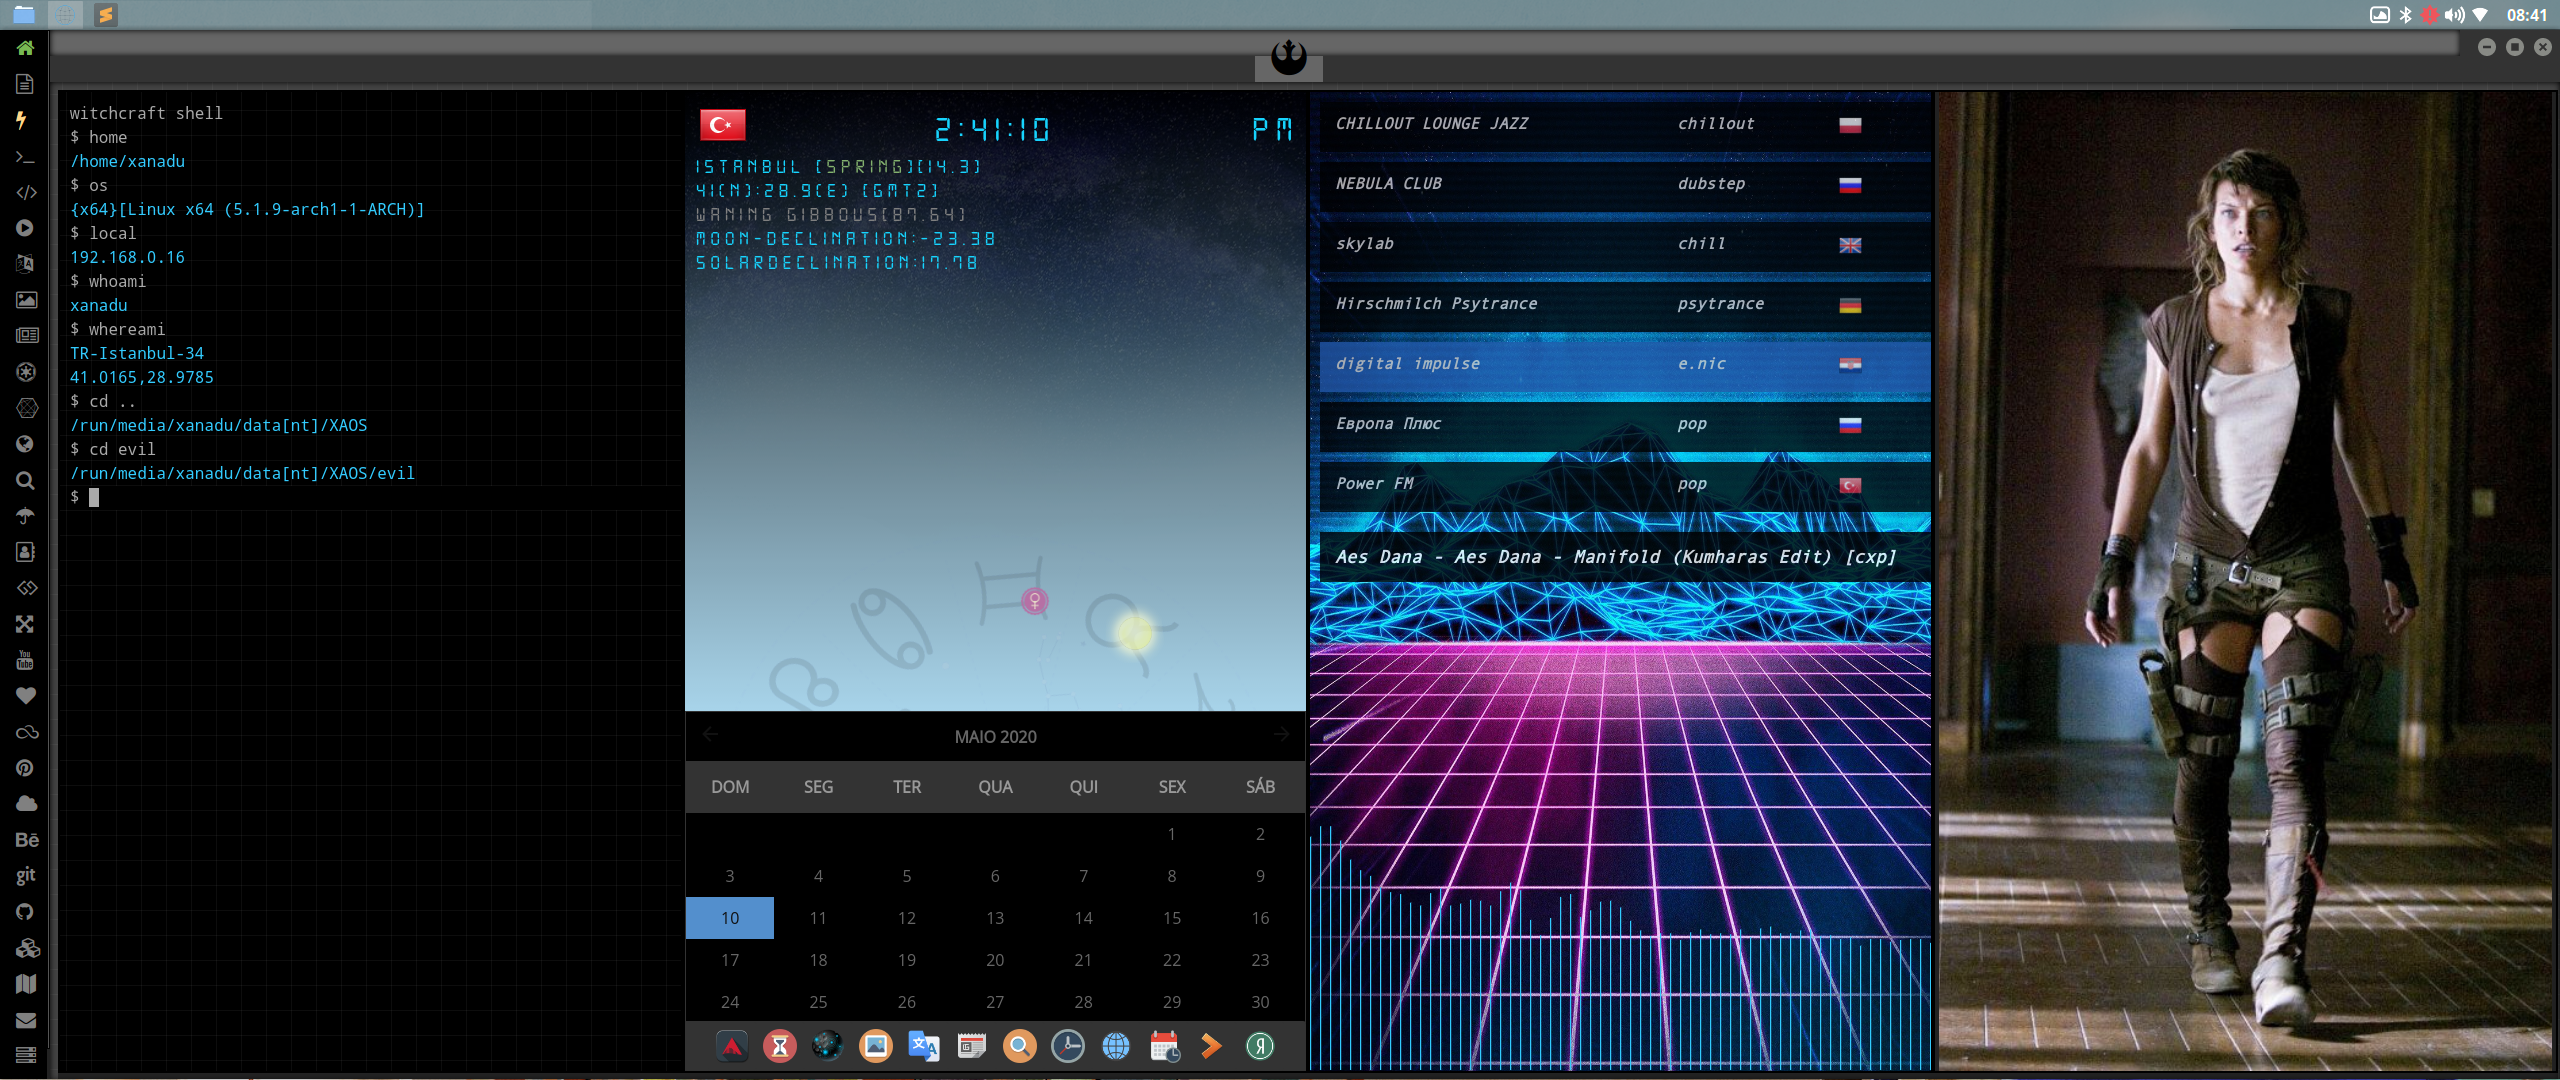 08:41
witchcraft shell
$ home
/home/xanadu
$ os
{x64}[Linux x64 (5.1.9-arch1-1-ARCH)]
$ local
192.168.0.16
$ whoami
xanadu
$ whereami
TR-Istanbul-34
41.0165,28.9785
$ cd ..
/run/media/xanadu/data[nt]/XAOS
$ cd evil
/run/media/xanadu/data[nt]/XAOS/evil
$
2:41:10 PM
ISTANBUL [SPRING][14.3]
41(N):28.9(E) [GMT2]
WANING GIBBOUS[87.64]
MOON-DECLINATION:-23.38
SOLARDECLINATION:17.78
MAIO 2020
DOM SEG TER QUA QUI SEX SÁB
1 2
3 4 5 6 7 8 9
10 11 12 13 14 15 16
17 18 19 20 21 22 23
24 25 26 27 28 29 30
CHILLOUT LOUNGE JAZZ chillout
NEBULA CLUB dubstep
skylab chill
Hirschmilch Psytrance psytrance
digital impulse e.nic
Европа Плюс pop
Power FM pop
Aes Dana - Aes Dana - Manifold (Kumharas Edit) [cxp]
You
Tube
Bē
git